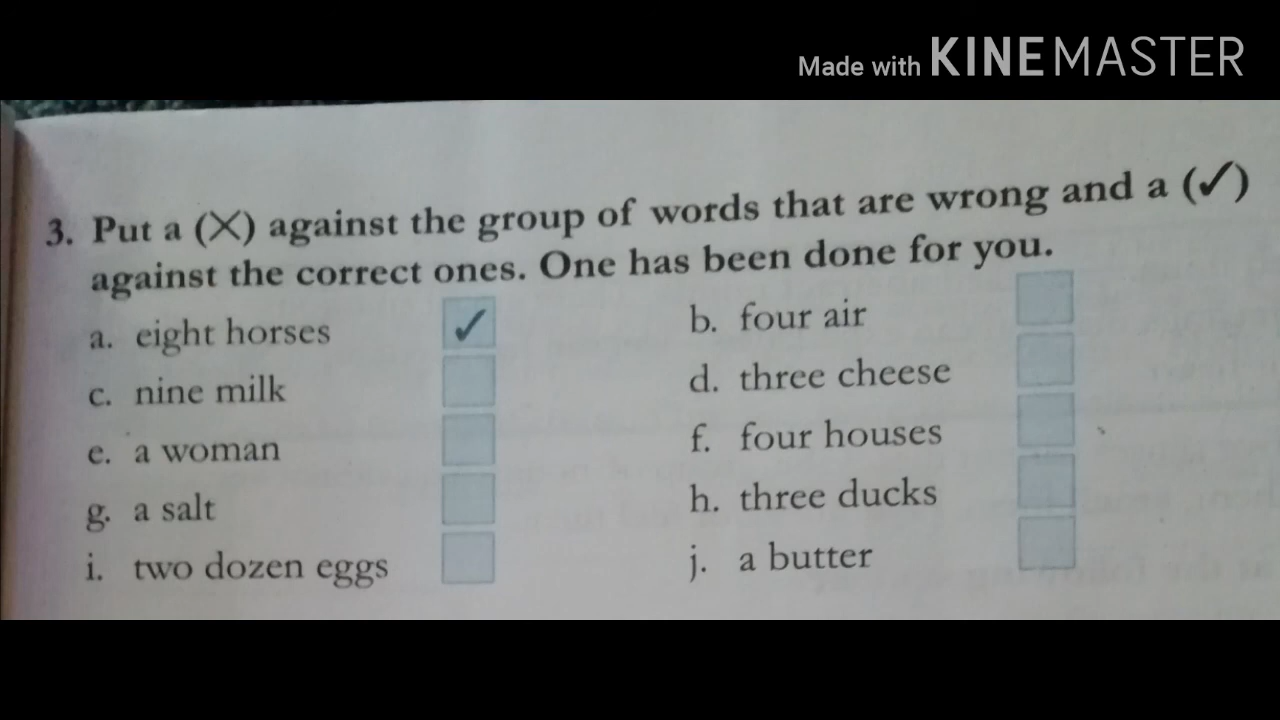 Made with KINEMASTER
3. Put a (✗) against the group of words that are wrong and a (✓)
against the correct ones. One has been done for you.
a. eight horses ✓ b. four air
c. nine milk d. three cheese
e. a woman f. four houses
g. a salt h. three ducks
i. two dozen eggs j. a butter